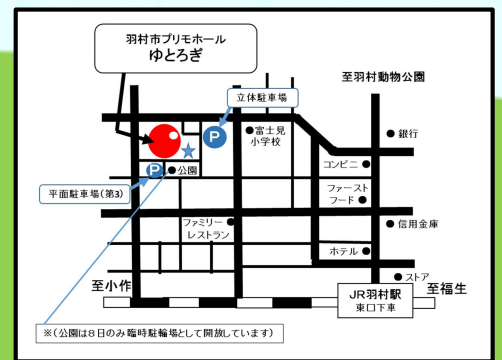 羽村市プリモホール
ゆとろぎ
至羽村動物公園
立体駐車場
P
富士見
小学校
銀行
コンビニ
P
公園
平面駐車場(第3)
ファースト
フード
ファミリー
レストラン
信用金庫
ホテル
ストア
至小作
至福生
JR羽村駅
東口下車
※(公園は8日のみ臨時駐輪場として開放しています)